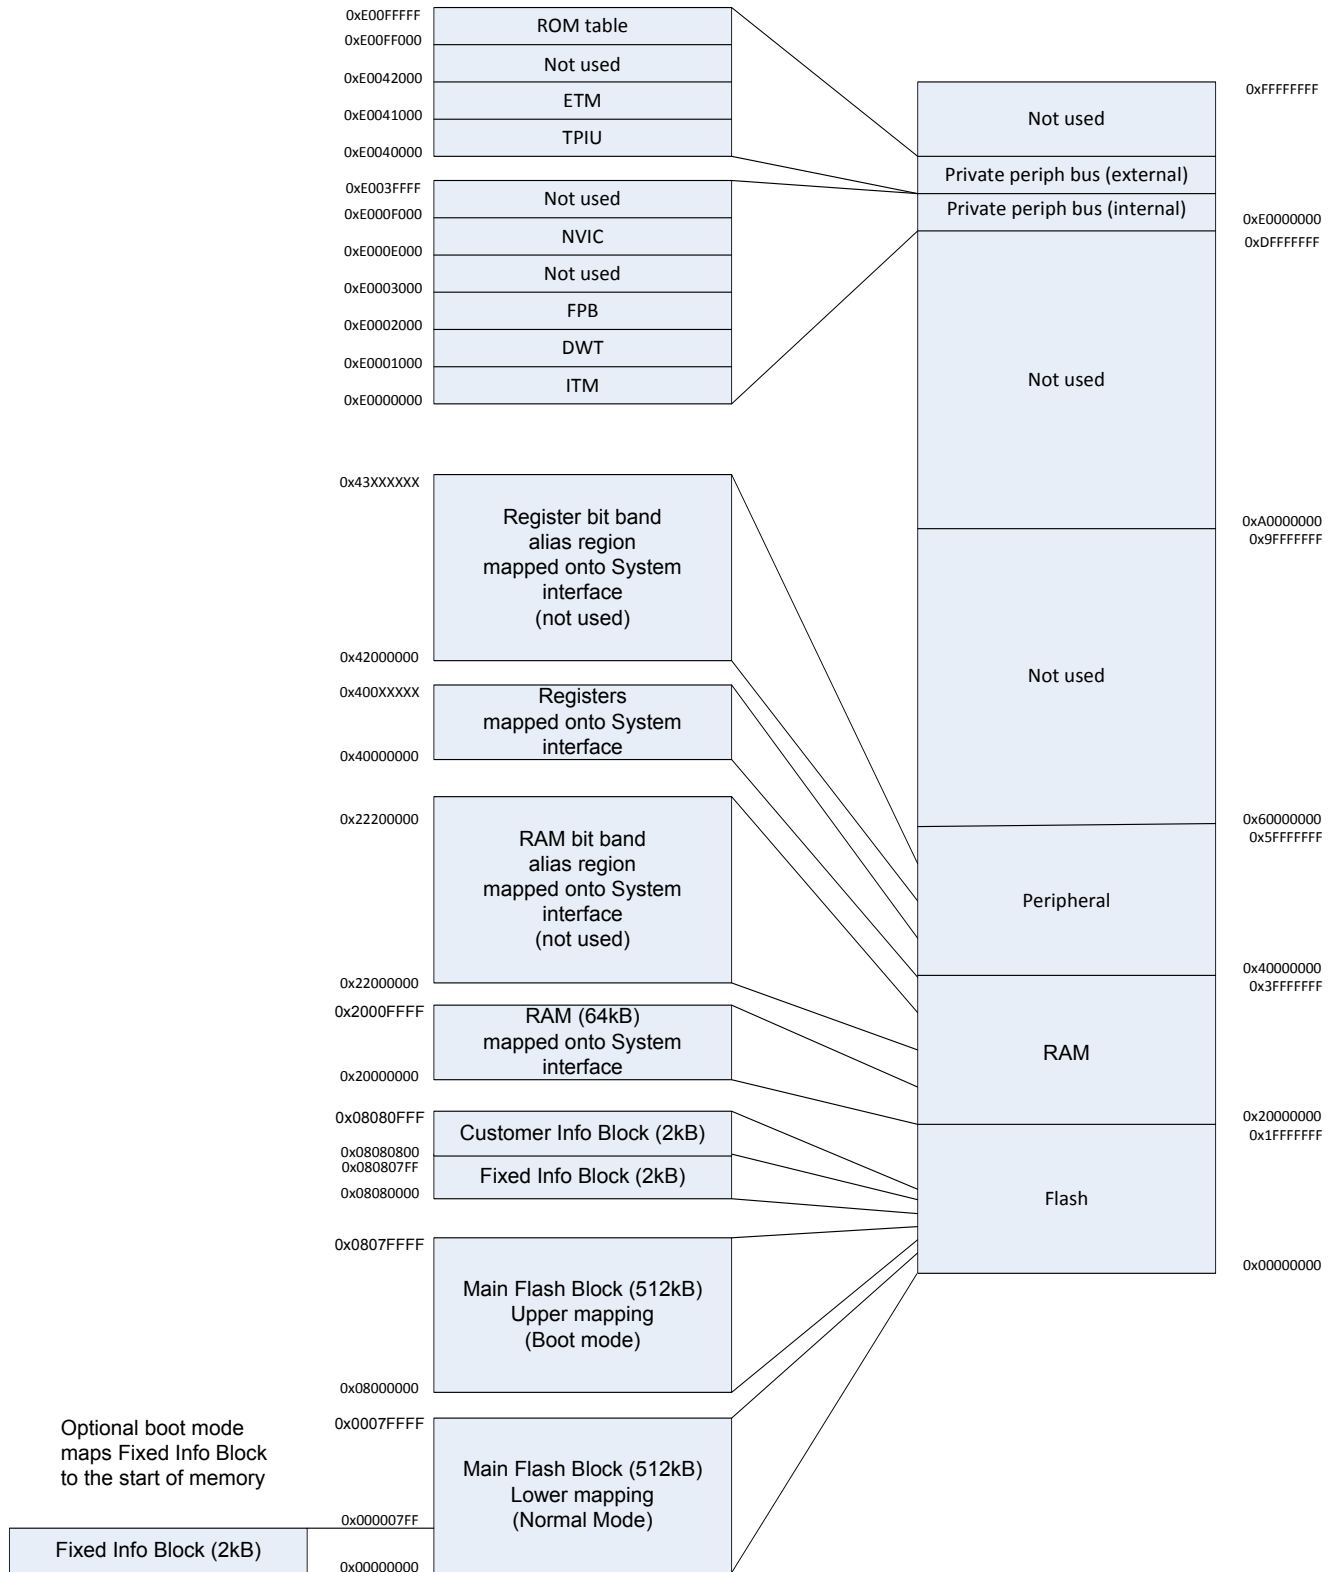 0xE00FFFFF
ROM table
0xE00FF000
Not used
0xE0042000
ETM
0xE0041000
TPIU
0xE0040000
0xE003FFFF
Not used
0xE000F000
NVIC
0xE000E000
Not used
0xE0003000
FPB
0xE0002000
DWT
0xE0001000
ITM
0xE0000000
0x43XXXXXX
Register bit band
alias region
mapped onto System
interface
(not used)
0x42000000
0x400XXXXX
Registers
mapped onto System
interface
0x40000000
0x22200000
RAM bit band
alias region
mapped onto System
interface
(not used)
0x22000000
0x2000FFFF
RAM (64kB)
mapped onto System
interface
0x20000000
0x08080FFF
Customer Info Block (2kB)
0x08080800
0x080807FF
Fixed Info Block (2kB)
0x08080000
0x0807FFFF
Main Flash Block (512kB)
Upper mapping
(Boot mode)
0x08000000
0x0007FFFF
Main Flash Block (512kB)
Lower mapping
(Normal Mode)
0x000007FF
0x00000000
Optional boot mode
maps Fixed Info Block
to the start of memory
Fixed Info Block (2kB)
0xFFFFFFFF
Not used
Private periph bus (external)
Private periph bus (internal)
0xE0000000
0xDFFFFFFF
Not used
0xA0000000
0x9FFFFFFF
Not used
0x60000000
0x5FFFFFFF
Peripheral
0x40000000
0x3FFFFFFF
RAM
0x20000000
0x1FFFFFFF
Flash
0x00000000